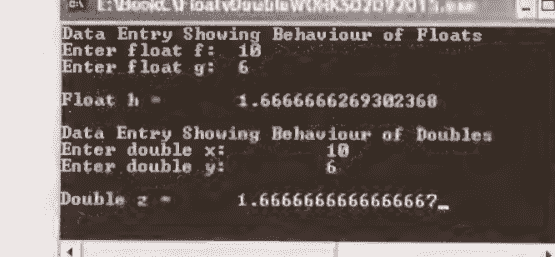 Data Entry Showing Behaviour of Floats
Enter float f: 10
Enter float g: 6
Float h = 1.6666666269302368
Data Entry Showing Behaviour of Doubles
Enter double x: 10
Enter double y: 6
Double z = 1.6666666666666667_